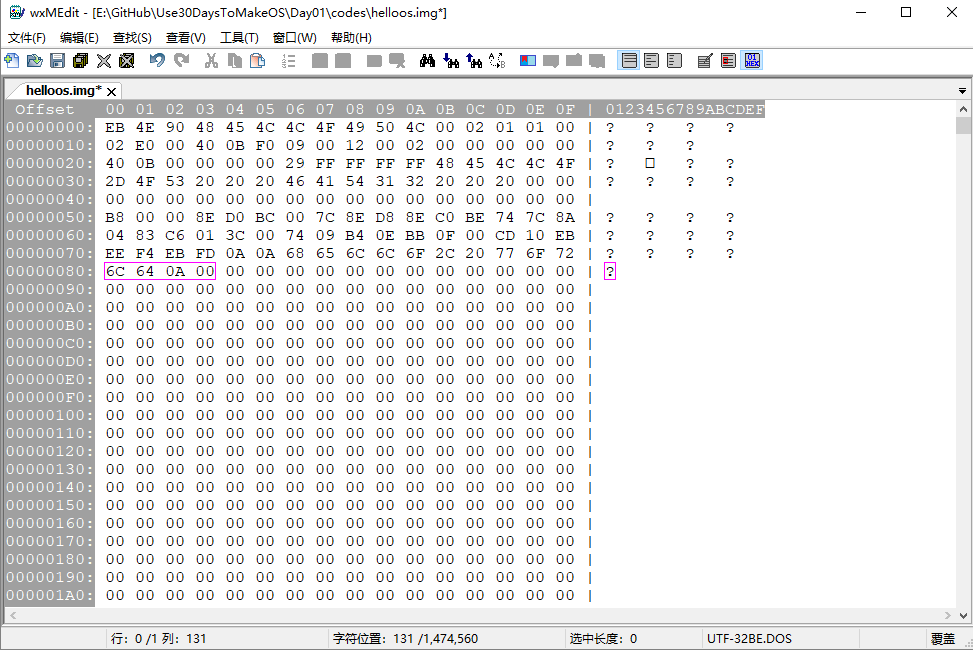 wxMEdit - [E:\GitHub\Use30DaysToMakeOS\Day01\codes\helloos.img*]
文件(F) 编辑(E) 查找(S) 查看(V) 工具(T) 窗口(W) 帮助(H)
helloos.img*
Offset 00 01 02 03 04 05 06 07 08 09 0A 0B 0C 0D 0E 0F | 0123456789ABCDEF
00000000: EB 4E 90 48 45 4C 4C 4F 49 50 4C 00 02 01 01 00 | ? ? ? ?
00000010: 02 E0 00 40 0B F0 09 00 12 00 02 00 00 00 00 00 | ? ? ?
00000020: 40 0B 00 00 00 00 29 FF FF FF FF 48 45 4C 4C 4F | ? □ ? ?
00000030: 2D 4F 53 20 20 20 46 41 54 31 32 20 20 20 00 00 | ? ? ? ?
00000040: 00 00 00 00 00 00 00 00 00 00 00 00 00 00 00 00 |
00000050: B8 00 00 8E D0 BC 00 7C 8E D8 8E C0 BE 74 7C 8A | ? ? ? ?
00000060: 04 83 C6 01 3C 00 74 09 B4 0E BB 0F 00 CD 10 EB | ? ? ? ?
00000070: EE F4 EB FD 0A 0A 68 65 6C 6C 6F 2C 20 77 6F 72 | ? ? ? ?
00000080: 6C 64 0A 00 00 00 00 00 00 00 00 00 00 00 00 00 | ?
00000090: 00 00 00 00 00 00 00 00 00 00 00 00 00 00 00 00 |
000000A0: 00 00 00 00 00 00 00 00 00 00 00 00 00 00 00 00 |
000000B0: 00 00 00 00 00 00 00 00 00 00 00 00 00 00 00 00 |
000000C0: 00 00 00 00 00 00 00 00 00 00 00 00 00 00 00 00 |
000000D0: 00 00 00 00 00 00 00 00 00 00 00 00 00 00 00 00 |
000000E0: 00 00 00 00 00 00 00 00 00 00 00 00 00 00 00 00 |
000000F0: 00 00 00 00 00 00 00 00 00 00 00 00 00 00 00 00 |
00000100: 00 00 00 00 00 00 00 00 00 00 00 00 00 00 00 00 |
00000110: 00 00 00 00 00 00 00 00 00 00 00 00 00 00 00 00 |
00000120: 00 00 00 00 00 00 00 00 00 00 00 00 00 00 00 00 |
00000130: 00 00 00 00 00 00 00 00 00 00 00 00 00 00 00 00 |
00000140: 00 00 00 00 00 00 00 00 00 00 00 00 00 00 00 00 |
00000150: 00 00 00 00 00 00 00 00 00 00 00 00 00 00 00 00 |
00000160: 00 00 00 00 00 00 00 00 00 00 00 00 00 00 00 00 |
00000170: 00 00 00 00 00 00 00 00 00 00 00 00 00 00 00 00 |
00000180: 00 00 00 00 00 00 00 00 00 00 00 00 00 00 00 00 |
00000190: 00 00 00 00 00 00 00 00 00 00 00 00 00 00 00 00 |
000001A0: 00 00 00 00 00 00 00 00 00 00 00 00 00 00 00 00 |
行: 0 /1 列: 131 字符位置: 131 /1,474,560 选中长度: 0 UTF-32BE.DOS 覆盖